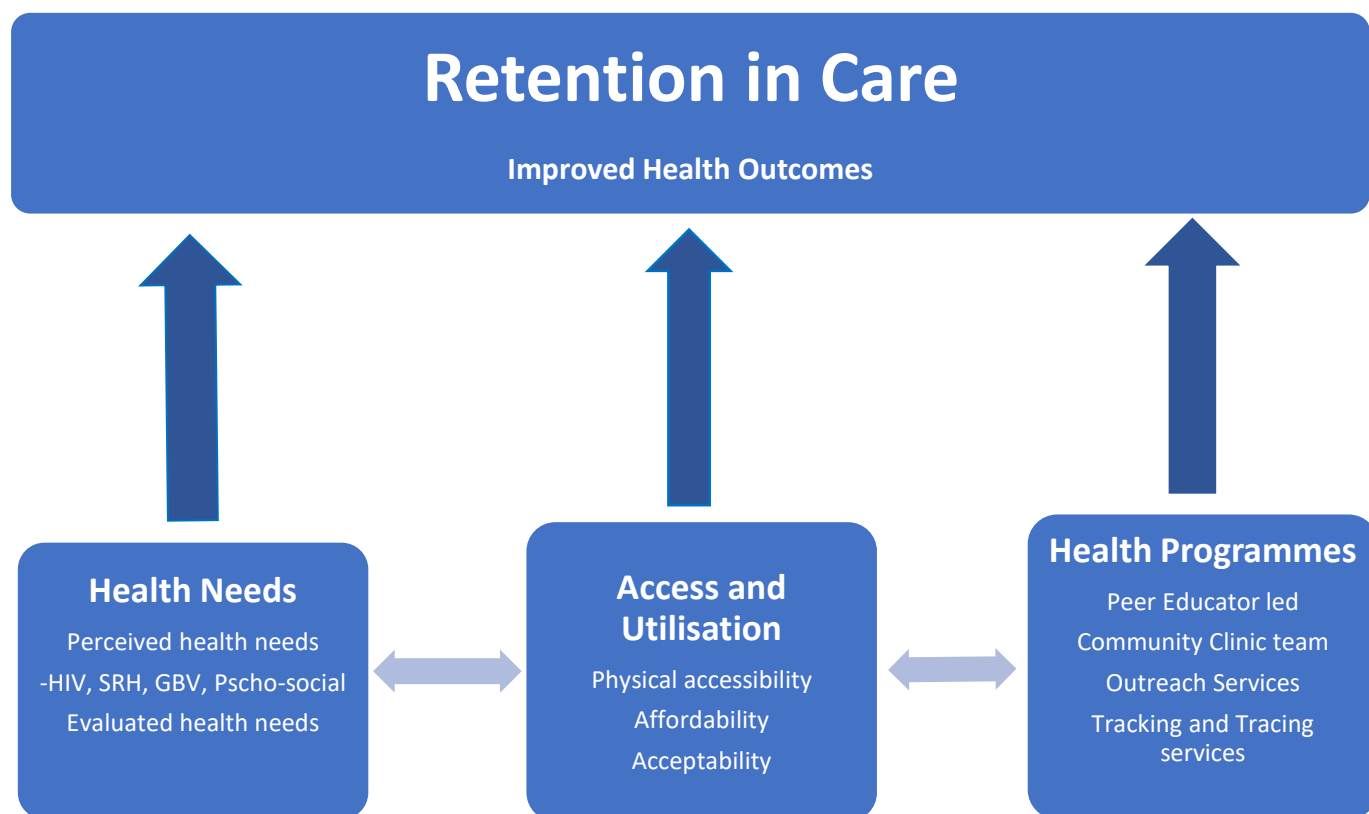 Retention in Care
Improved Health Outcomes
Health Needs
Perceived health needs
-HIV, SRH, GBV, Pscho-social
Evaluated health needs
Access and
Utilisation
Physical accessibility
Affordability
Acceptability
Health Programmes
Peer Educator led
Community Clinic team
Outreach Services
Tracking and Tracing
services